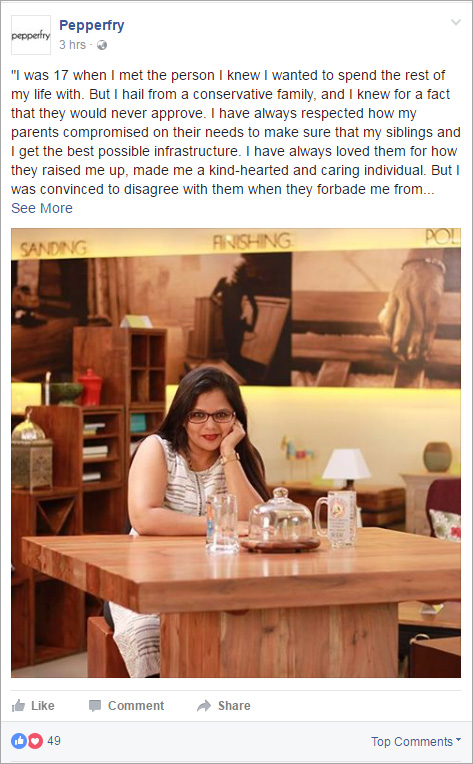 pepperfry
Pepperfry
3 hrs ·
"I was 17 when I met the person I knew I wanted to spend the rest of
my life with. But I hail from a conservative family, and I knew for a fact
that they would never approve. I have always respected how my
parents compromised on their needs to make sure that my siblings and
I get the best possible infrastructure. I have always loved them for how
they raised me up, made me a kind-hearted and caring individual. But I
was convinced to disagree with them when they forbade me from...
See More
SANDING
FINISHING
POL
Like
Comment
Share
49
Top Comments